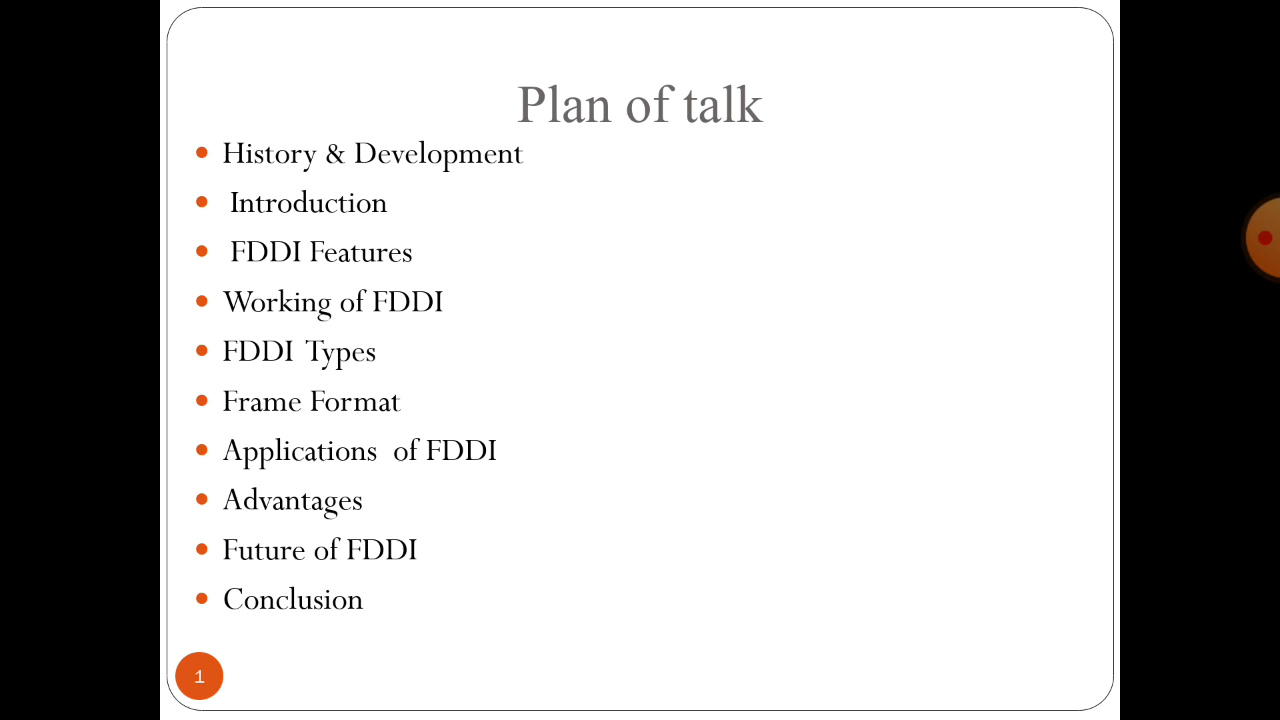 Plan of talk
History & Development
Introduction
FDDI Features
Working of FDDI
FDDI Types
Frame Format
Applications of FDDI
Advantages
Future of FDDI
Conclusion
1